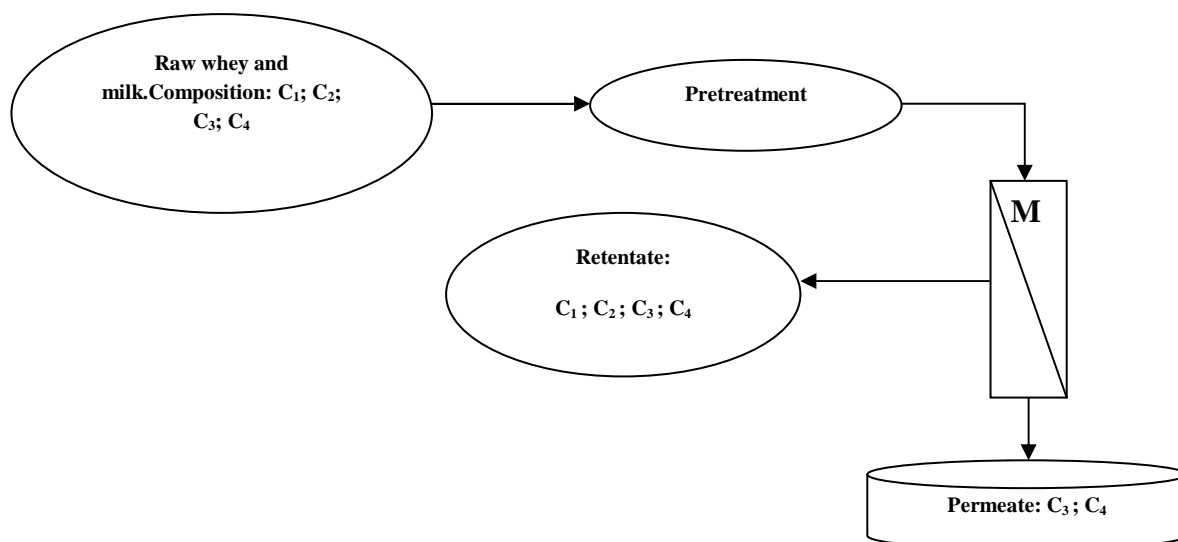 Raw whey and
milk.Composition: C₁; C₂;
C₃; C₄
Pretreatment
M
Retentate:
C₁ ; C₂ ; C₃ ; C₄
Permeate: C₃ ; C₄